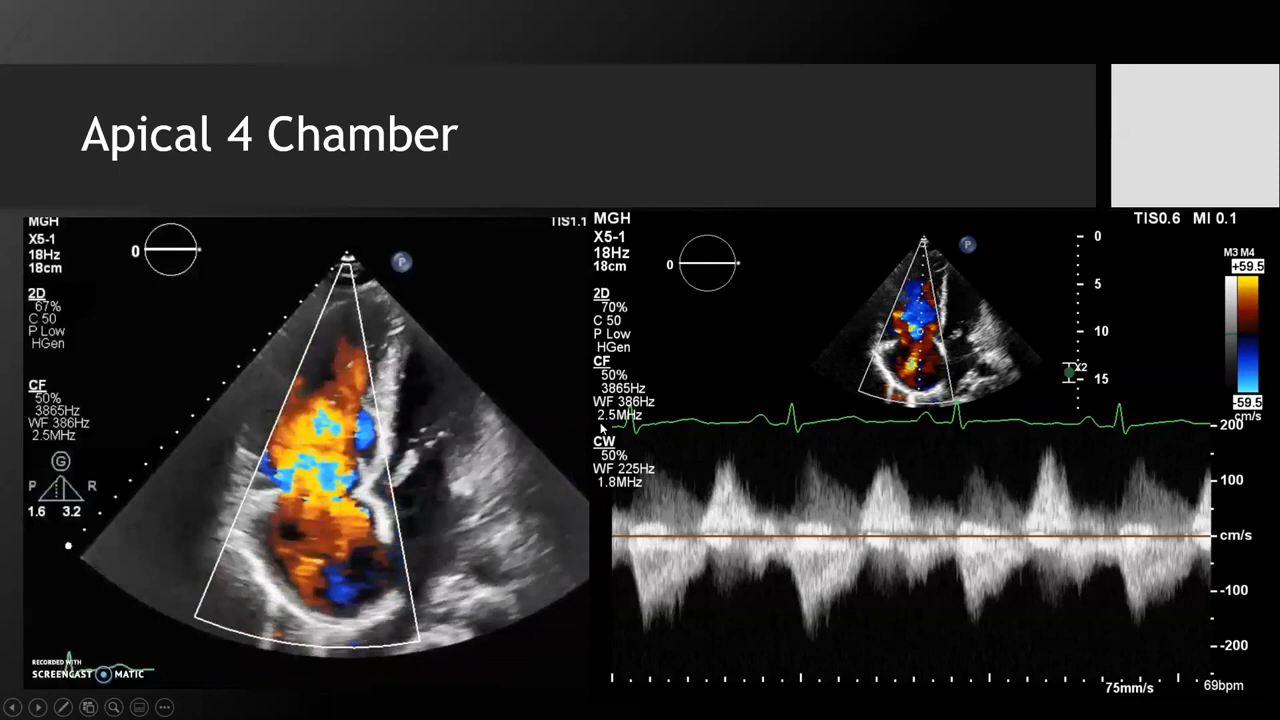 Apical 4 Chamber
MGH
TIS1.1
X5-1
18Hz
18cm
0
P
2D
67%
C 50
P Low
HGen
CF
50%
3865Hz
WF 386Hz
2.5MHz
G
P R
1.6 3.2
RECORDED WITH
SCREENCAST MATIC
MGH
TIS0.6 MI 0.1
X5-1
18Hz
18cm
0
P
2D
70%
C 50
P Low
HGen
CF
50%
3865Hz
WF 386Hz
2.5MHz
CW
50%
WF 225Hz
1.8MHz
0
5
10
15
X2
M3 M4
+59.5
-59.5
cm/s
200
100
cm/s
-100
-200
75mm/s
69bpm